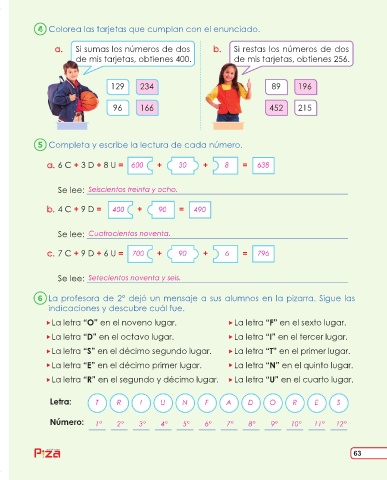 4 Colorea las tarjetas que cumplan con el enunciado.
a. Si sumas los números de dos de mis tarjetas, obtienes 400.
129 234
96 166
b. Si restas los números de dos de mis tarjetas, obtienes 256.
89 196
452 215
5 Completa y escribe la lectura de cada número.
a. 6 C + 3 D + 8 U = 600 + 30 + 8 = 638
Se lee: Seiscientos treinta y ocho.
b. 4 C + 9 D = 400 + 90 = 490
Se lee: Cuatrocientos noventa.
c. 7 C + 9 D + 6 U = 700 + 90 + 6 = 796
Se lee: Setecientos noventa y seis.
6 La profesora de 2° dejó un mensaje a sus alumnos en la pizarra. Sigue las
indicaciones y descubre cuál fue.
La letra "O" en el noveno lugar.
La letra "D" en el octavo lugar.
La letra "S" en el décimo segundo lugar.
La letra "E" en el décimo primer lugar.
La letra "R" en el segundo y décimo lugar.
La letra "F" en el sexto lugar.
La letra "I" en el tercer lugar.
La letra "T" en el primer lugar.
La letra "N" en el quinto lugar.
La letra "U" en el cuarto lugar.
Letra: T R I U N F A D O R E S
Número: 1° 2° 3° 4° 5° 6° 7° 8° 9° 10° 11° 12°
63